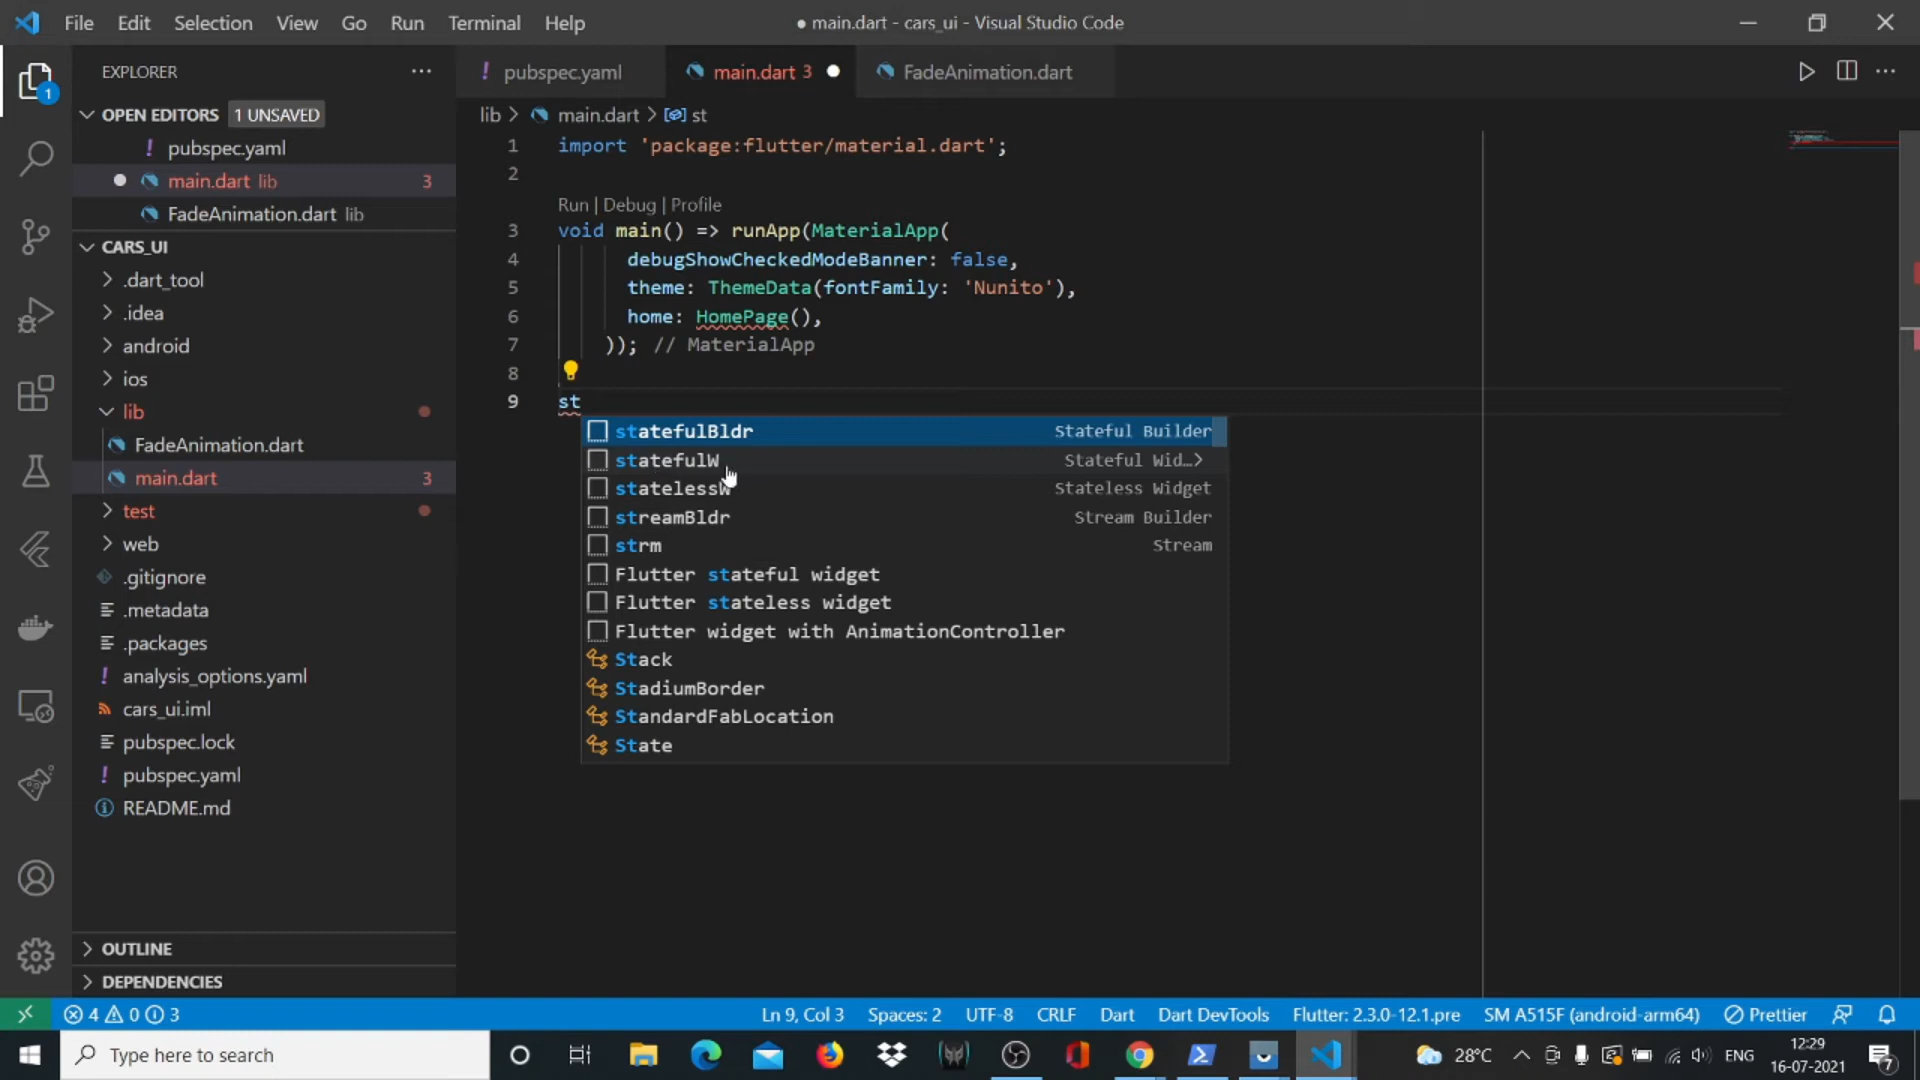 File Edit Selection View Go Run Terminal Help
● main.dart - cars_ui - Visual Studio Code
EXPLORER
OPEN EDITORS 1 UNSAVED
! pubspec.yaml
main.dart lib 3
FadeAnimation.dart lib
CARS_UI
.dart_tool
.idea
android
ios
lib
FadeAnimation.dart
main.dart 3
test
web
.gitignore
.metadata
.packages
! analysis_options.yaml
cars_ui.iml
pubspec.lock
! pubspec.yaml
README.md
OUTLINE
DEPENDENCIES
1
! pubspec.yaml
main.dart 3 ●
FadeAnimation.dart
lib > main.dart > st
1 import 'package:flutter/material.dart';
2
Run | Debug | Profile
3 void main() => runApp(MaterialApp(
4 debugShowCheckedModeBanner: false,
5 theme: ThemeData(fontFamily: 'Nunito'),
6 home: HomePage(),
7 )); // MaterialApp
8
9 st
statefulBldr Stateful Builder
statefulW Stateful Wid…>
statelessW Stateless Widget
streamBldr Stream Builder
strm Stream
Flutter stateful widget
Flutter stateless widget
Flutter widget with AnimationController
Stack
StadiumBorder
StandardFabLocation
State
4 0 3
Ln 9, Col 3 Spaces: 2 UTF-8 CRLF Dart Dart DevTools Flutter: 2.3.0-12.1.pre SM A515F (android-arm64) Prettier
Type here to search
28°C ENG
12:29
16-07-2021
7